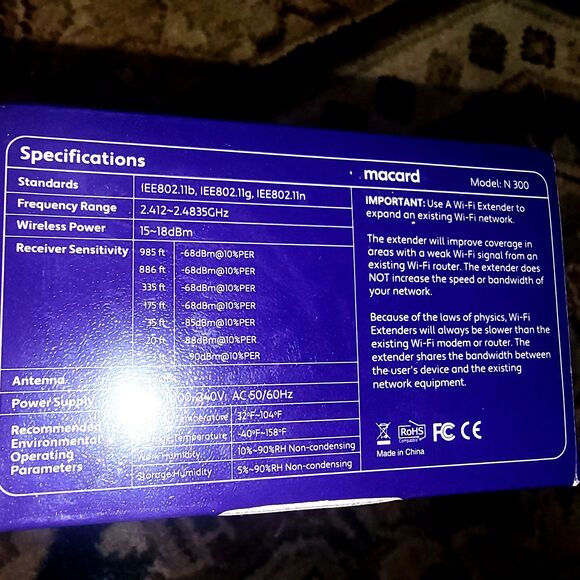 Specifications
Standards IEE802.11b, IEE802.11g, IEE802.11n
Frequency Range 2.412~2.4835GHz
Wireless Power 15~18dBm
Receiver Sensitivity 985 ft -68dBm@10%PER
886 ft -68dBm@10%PER
335 ft -68dBm@10%PER
175 ft -68dBm@10%PER
35 ft -85dBm@10%PER
20 ft -88dBm@10%PER
ft -90dBm@10%PER
Antenna
Power Supply 240V, AC 50/60Hz
Recommended Environmental Operating Parameters
Temperature 32°F~104°F
Temperature -40°F~158°F
Humidity 10%~90%RH Non-condensing
Storage Humidity 5%~90%RH Non-condensing
macard Model: N 300
IMPORTANT: Use A Wi-Fi Extender to
expand an existing Wi-Fi network.
The extender will improve coverage in
areas with a weak Wi-Fi signal from an
existing Wi-Fi router. The extender does
NOT increase the speed or bandwidth of
your network.
Because of the laws of physics, Wi-Fi
Extenders will always be slower than the
existing Wi-Fi modem or router. The
extender shares the bandwidth between
the user's device and the existing
network equipment.
RoHS
Compatible
FC CE
Made in China